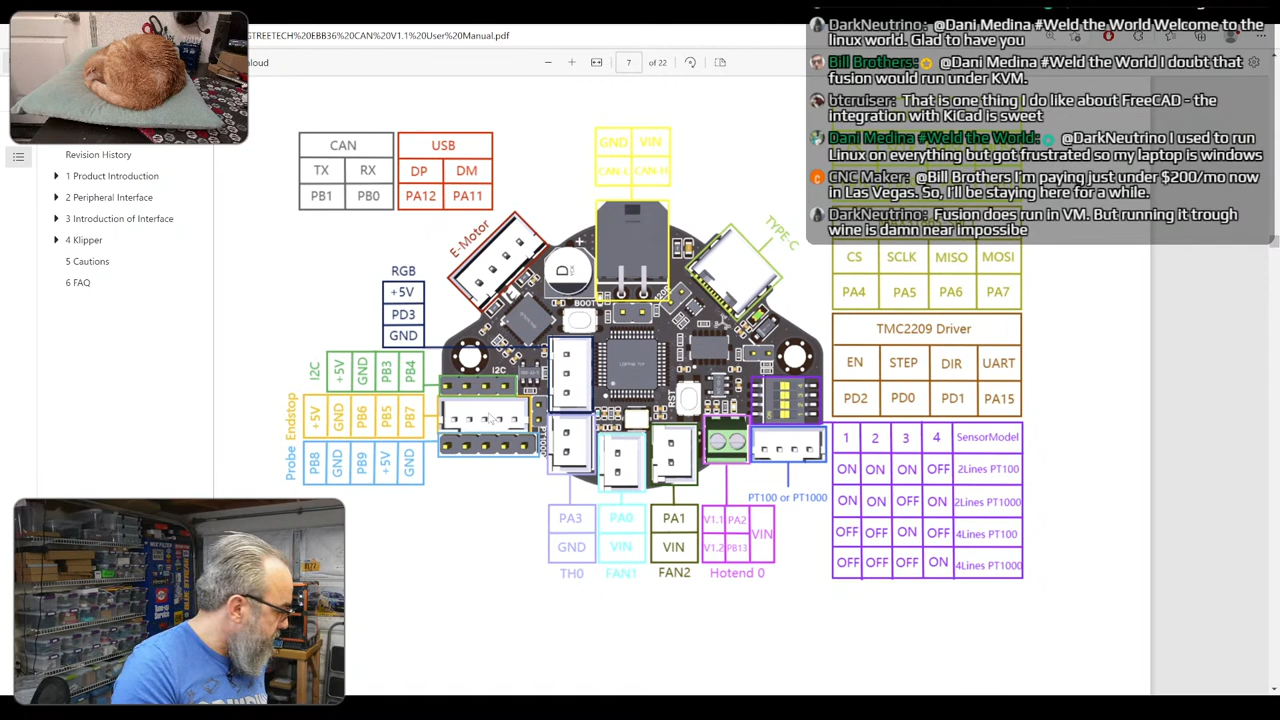 STREETECH%20EBB36%20CAN%20V1.1%20User%20Manual.pdf
7 of 22
Revision History
1 Product Introduction
2 Peripheral Interface
3 Introduction of Interface
4 Klipper
5 Cautions
6 FAQ
DarkNeutrino: @Dani Medina #Weld the World Welcome to the
linux world. Glad to have you
Bill Brothers: @Dani Medina #Weld the World I doubt that
fusion would run under KVM.
btcruiser: That is one thing I do like about FreeCAD - the
integration with KiCad is sweet
Dani Medina #Weld the World: @DarkNeutrino I used to run
Linux on everything but got frustrated so my laptop is windows
CNC Maker: @Bill Brothers I'm paying just under $200/mo now
in Las Vegas. So, I'll be staying here for a while.
DarkNeutrino: Fusion does run in VM. But running it trough
wine is damn near impossibe
CAN
TX RX
PB1 PB0
USB
DP DM
PA12 PA11
GND VIN
CAN-L CAN-H
E-Motor
TYPE-C
RGB
+5V
PD3
GND
BOOT
I2C
RST
I2C +5V GND PB3 PB4
Endstop +5V GND PB6 PB5 PB7
Probe PB8 GND PB9 +5V GND
CS SCLK MISO MOSI
PA4 PA5 PA6 PA7
TMC2209 Driver
EN STEP DIR UART
PD2 PD0 PD1 PA15
1 2 3 4 SensorModel
ON ON ON OFF 2Lines PT100
ON ON OFF ON 2Lines PT1000
OFF OFF ON OFF 4Lines PT100
OFF OFF OFF ON 4Lines PT1000
PT100 or PT1000
PA3
GND
TH0
PA0
VIN
FAN1
PA1
VIN
FAN2
V1.1 PA2 VIN
V1.2 PB13
Hotend 0